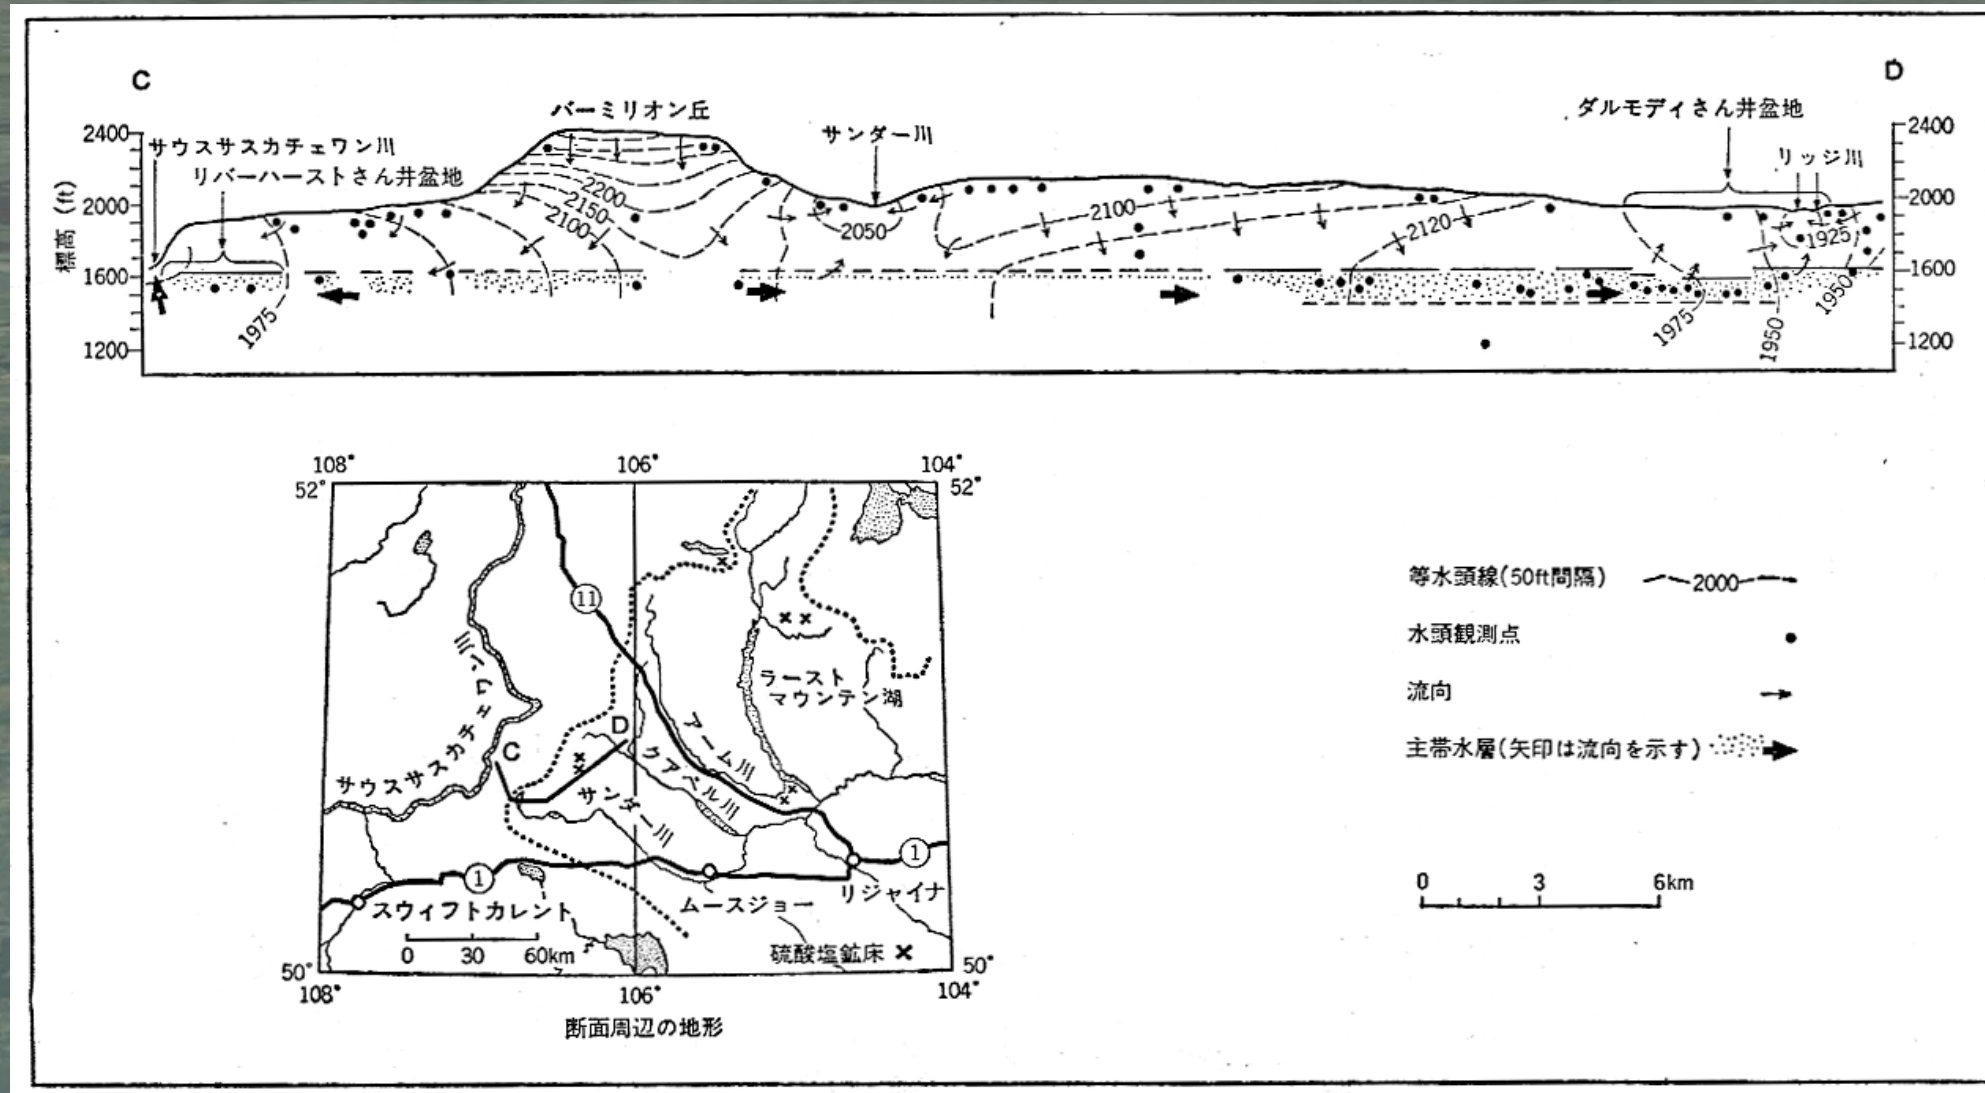 C
D
バーミリオン丘
ダルモディさん井盆地
サンダー川
2400
2400
サウスサスカチェワン川
リッジ川
リバーハーストさん井盆地
標高(ft)
2000
2000
2200
2150
2100
2050
2100
2120
1925
1600
1600
1975
1975
1950
1950
1200
1200
108°
106°
104°
52°
52°
11
サウスサスカチェワン川
ラースト
マウンテン湖
アーム川
クアペル川
サンダー川
C
D
1
1
リジャイナ
ムースジョー
スウィフトカレント
0 30 60km
硫酸塩鉱床 ×
50°
50°
108°
106°
104°
断面周辺の地形
等水頭線(50ft間隔) 2000
水頭観測点
流向
主帯水層(矢印は流向を示す)
0 3 6km